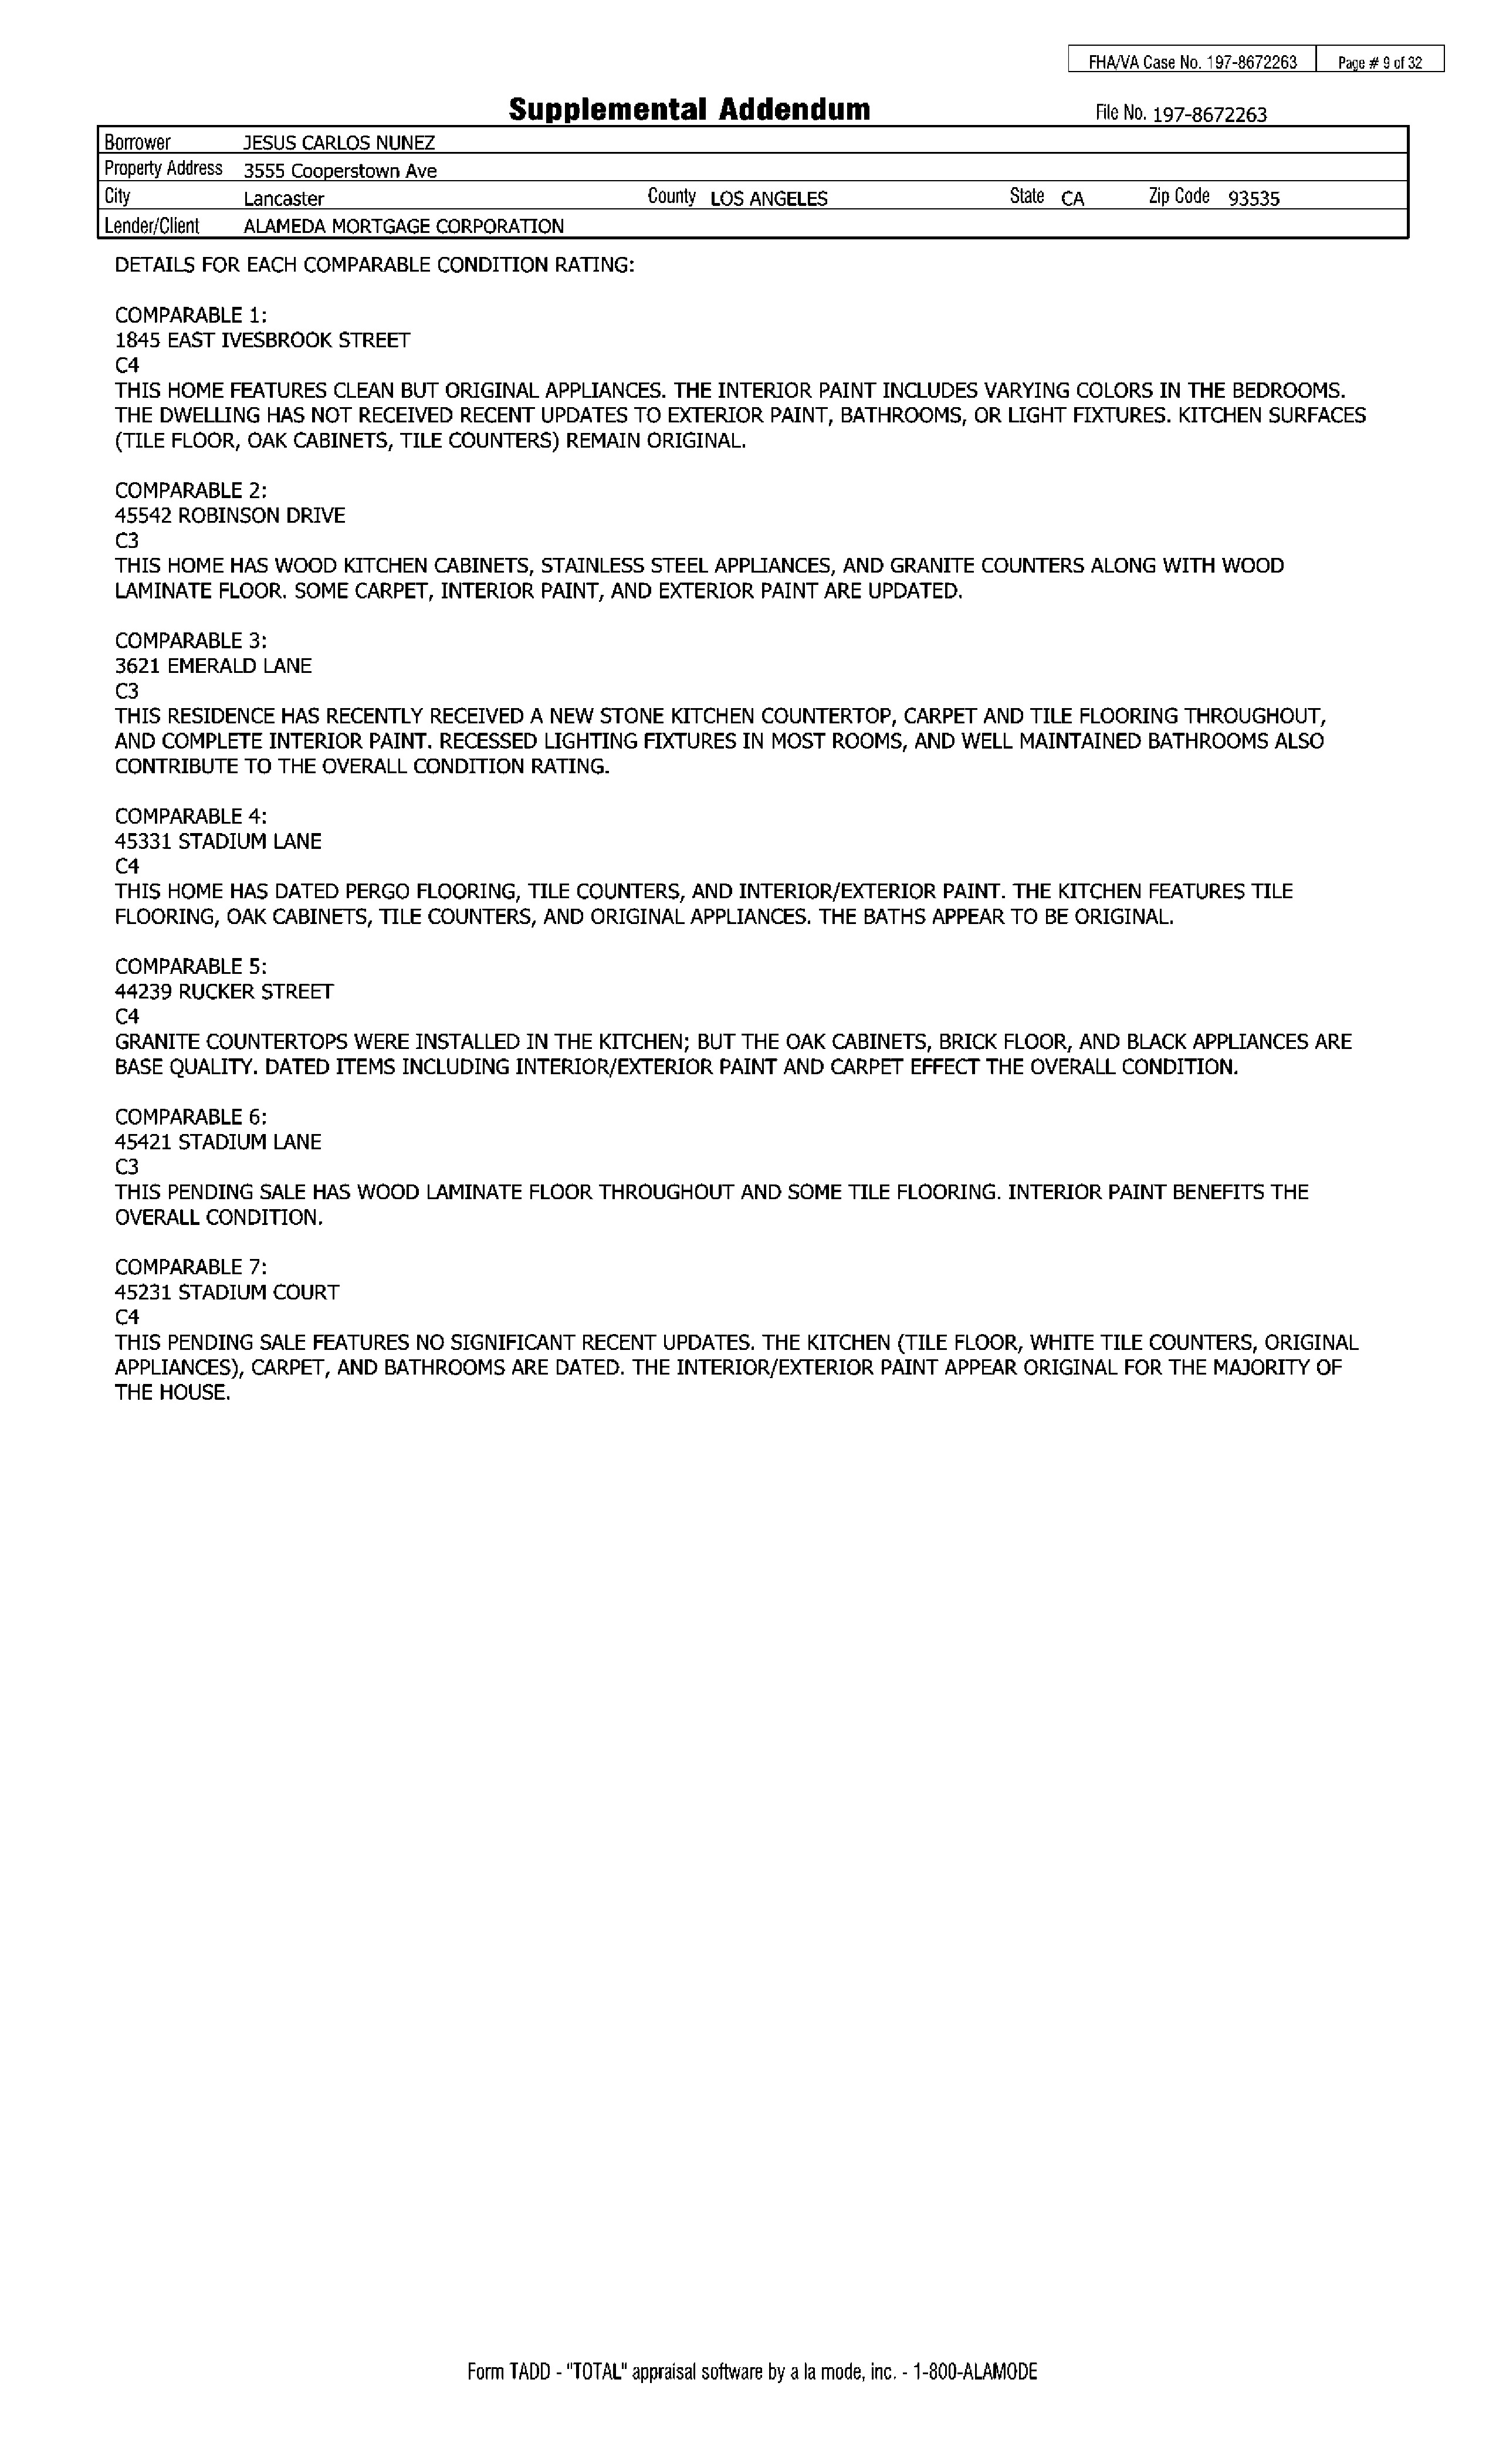 FHA/VA Case No. 197-8672263 Page # 9 of 32
Supplemental Addendum File No. 197-8672263
Borrower JESUS CARLOS NUNEZ
Property Address 3555 Cooperstown Ave
City Lancaster County LOS ANGELES State CA Zip Code 93535
Lender/Client ALAMEDA MORTGAGE CORPORATION
DETAILS FOR EACH COMPARABLE CONDITION RATING:
COMPARABLE 1:
1845 EAST IVESBROOK STREET
C4
THIS HOME FEATURES CLEAN BUT ORIGINAL APPLIANCES. THE INTERIOR PAINT INCLUDES VARYING COLORS IN THE BEDROOMS.
THE DWELLING HAS NOT RECEIVED RECENT UPDATES TO EXTERIOR PAINT, BATHROOMS, OR LIGHT FIXTURES. KITCHEN SURFACES
(TILE FLOOR, OAK CABINETS, TILE COUNTERS) REMAIN ORIGINAL.
COMPARABLE 2:
45542 ROBINSON DRIVE
C3
THIS HOME HAS WOOD KITCHEN CABINETS, STAINLESS STEEL APPLIANCES, AND GRANITE COUNTERS ALONG WITH WOOD
LAMINATE FLOOR. SOME CARPET, INTERIOR PAINT, AND EXTERIOR PAINT ARE UPDATED.
COMPARABLE 3:
3621 EMERALD LANE
C3
THIS RESIDENCE HAS RECENTLY RECEIVED A NEW STONE KITCHEN COUNTERTOP, CARPET AND TILE FLOORING THROUGHOUT,
AND COMPLETE INTERIOR PAINT. RECESSED LIGHTING FIXTURES IN MOST ROOMS, AND WELL MAINTAINED BATHROOMS ALSO
CONTRIBUTE TO THE OVERALL CONDITION RATING.
COMPARABLE 4:
45331 STADIUM LANE
C4
THIS HOME HAS DATED PERGO FLOORING, TILE COUNTERS, AND INTERIOR/EXTERIOR PAINT. THE KITCHEN FEATURES TILE
FLOORING, OAK CABINETS, TILE COUNTERS, AND ORIGINAL APPLIANCES. THE BATHS APPEAR TO BE ORIGINAL.
COMPARABLE 5:
44239 RUCKER STREET
C4
GRANITE COUNTERTOPS WERE INSTALLED IN THE KITCHEN; BUT THE OAK CABINETS, BRICK FLOOR, AND BLACK APPLIANCES ARE
BASE QUALITY. DATED ITEMS INCLUDING INTERIOR/EXTERIOR PAINT AND CARPET EFFECT THE OVERALL CONDITION.
COMPARABLE 6:
45421 STADIUM LANE
C3
THIS PENDING SALE HAS WOOD LAMINATE FLOOR THROUGHOUT AND SOME TILE FLOORING. INTERIOR PAINT BENEFITS THE
OVERALL CONDITION.
COMPARABLE 7:
45231 STADIUM COURT
C4
THIS PENDING SALE FEATURES NO SIGNIFICANT RECENT UPDATES. THE KITCHEN (TILE FLOOR, WHITE TILE COUNTERS, ORIGINAL
APPLIANCES), CARPET, AND BATHROOMS ARE DATED. THE INTERIOR/EXTERIOR PAINT APPEAR ORIGINAL FOR THE MAJORITY OF
THE HOUSE.
Form TADD - "TOTAL" appraisal software by a la mode, inc. - 1-800-ALAMODE